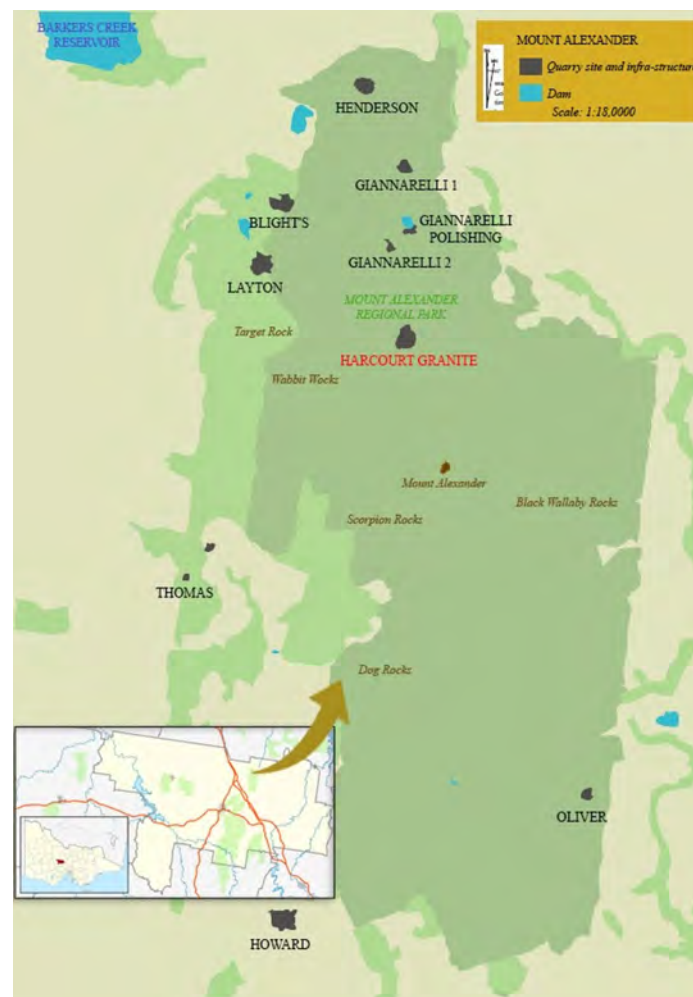 BARKERS CREEK
RESERVOIR
MOUNT ALEXANDER
Quarry site and infra-structure
Dam
Scale: 1:18,0000
HENDERSON
GIANNARELLI 1
BLIGHT'S
GIANNARELLI
POLISHING
GIANNARELLI 2
LAYTON
MOUNT ALEXANDER
REGIONAL PARK
Target Rock
HARCOURT GRANITE
Wabbit Wockz
Mount Alexander
Black Wallaby Rockz
Scorpion Rockz
THOMAS
Dog Rockz
OLIVER
HOWARD